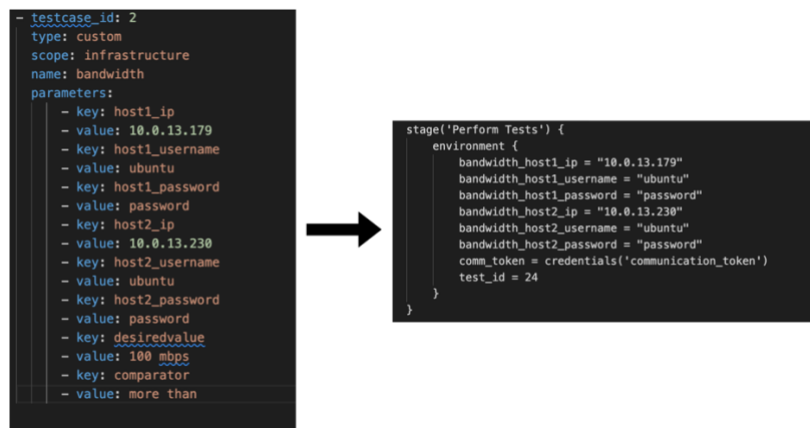 - testcase_id: 2
type: custom
scope: infrastructure
name: bandwidth
parameters:
- key: host1_ip
- value: 10.0.13.179
- key: host1_username
- value: ubuntu
- key: host1_password
- value: password
- key: host2_ip
- value: 10.0.13.230
- key: host2_username
- value: ubuntu
- key: host2_password
- value: password
- key: desiredvalue
- value: 100 mbps
- key: comparator
- value: more than
stage('Perform Tests') {
environment {
bandwidth_host1_ip = "10.0.13.179"
bandwidth_host1_username = "ubuntu"
bandwidth_host1_password = "password"
bandwidth_host2_ip = "10.0.13.230"
bandwidth_host2_username = "ubuntu"
bandwidth_host2_password = "password"
comm_token = credentials('communication_token')
test_id = 24
}
}